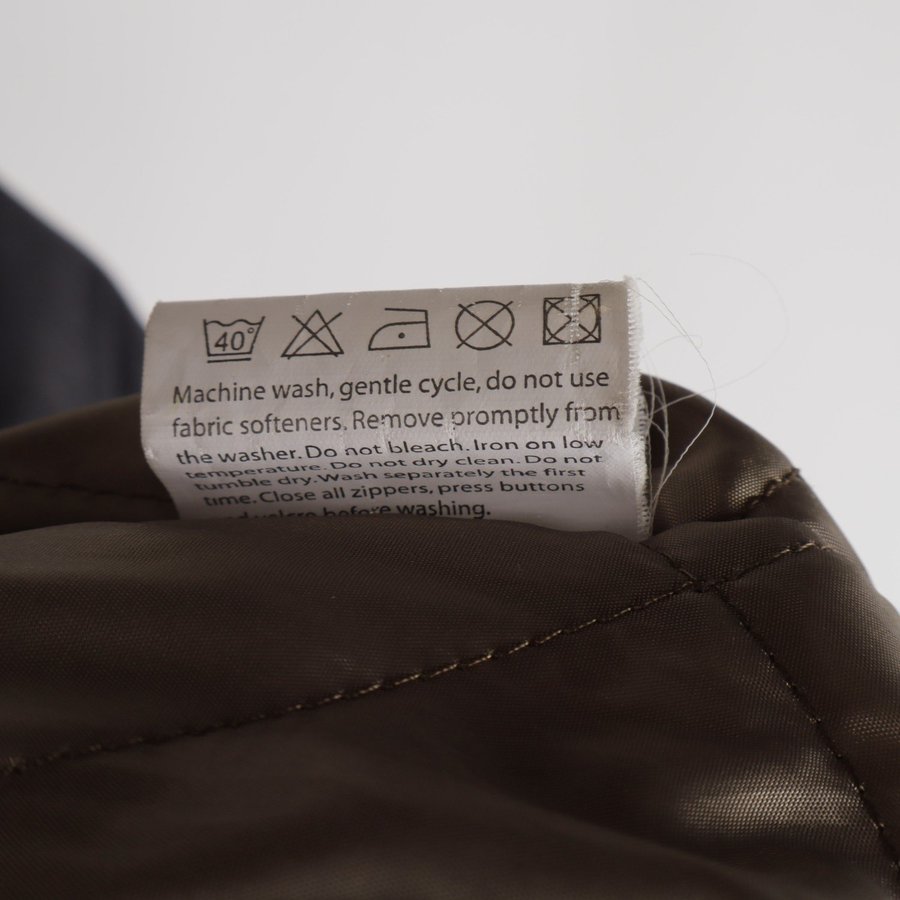 40°
Machine wash, gentle cycle, do not use
fabric softeners. Remove promptly from
the washer. Do not bleach. Iron on low
temperature. Do not dry clean. Do not
tumble dry. Wash separately the first
time. Close all zippers, press buttons
velcro before washing.